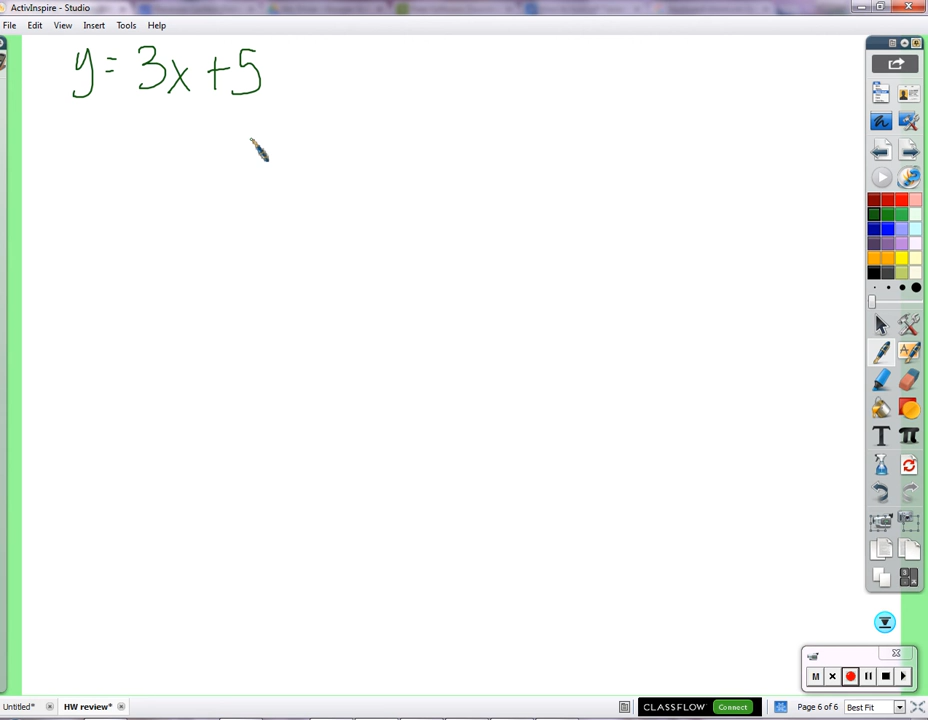 ActivInspire - Studio
File Edit View Insert Tools Help
y = 3x + 5
Untitled* HW review*
CLASSFLOW Connect
Page 6 of 6
Best Fit